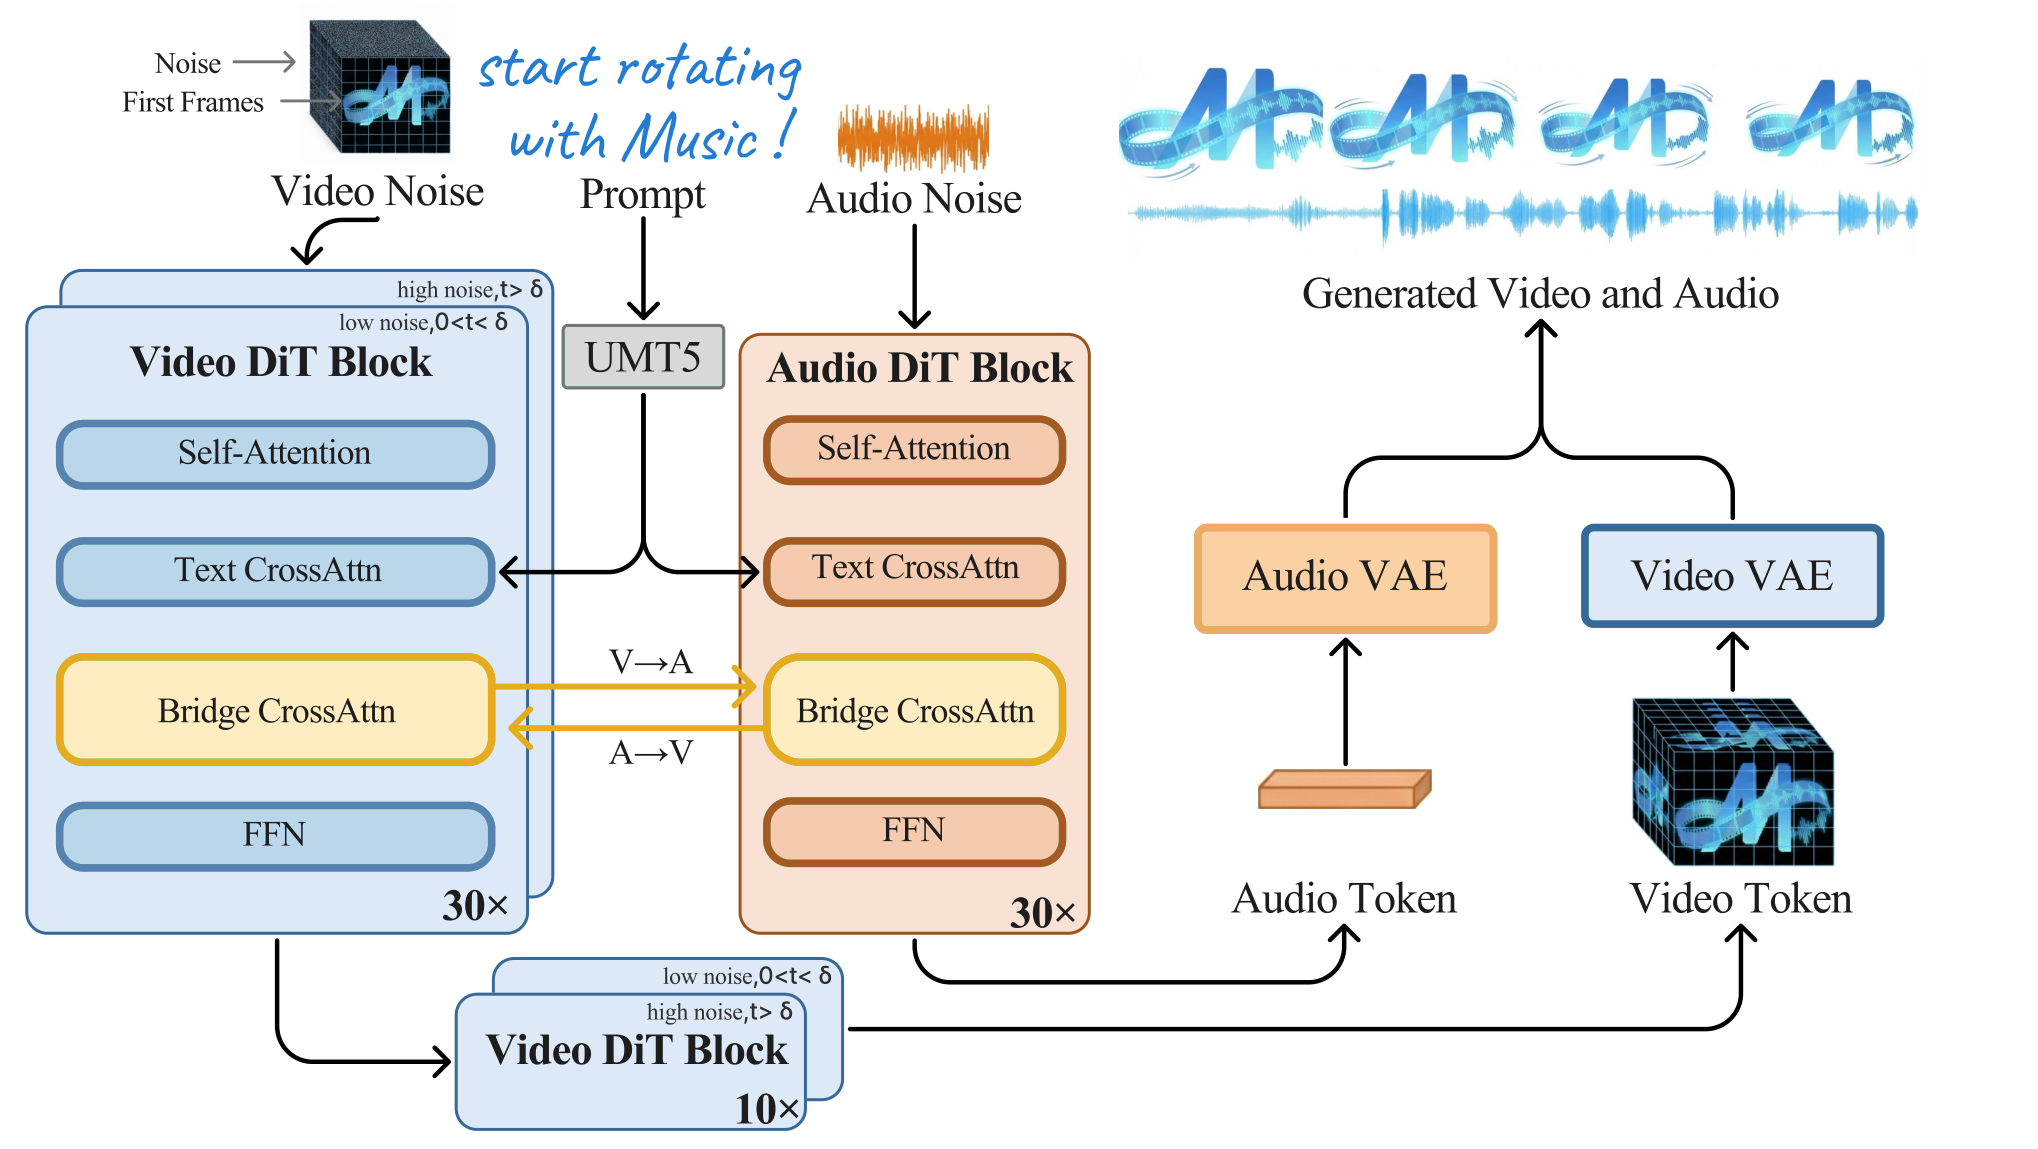 Noise
First Frames
start rotating
with Music !
Video Noise
Prompt
Audio Noise
high noise,t> δ
low noise,0<t< δ
Video DiT Block
Self-Attention
Text CrossAttn
Bridge CrossAttn
FFN
30×
UMT5
V→A
A→V
Audio DiT Block
Self-Attention
Text CrossAttn
Bridge CrossAttn
FFN
30×
low noise,0<t< δ
high noise,t> δ
Video DiT Block
10×
Generated Video and Audio
Audio VAE
Video VAE
Audio Token
Video Token